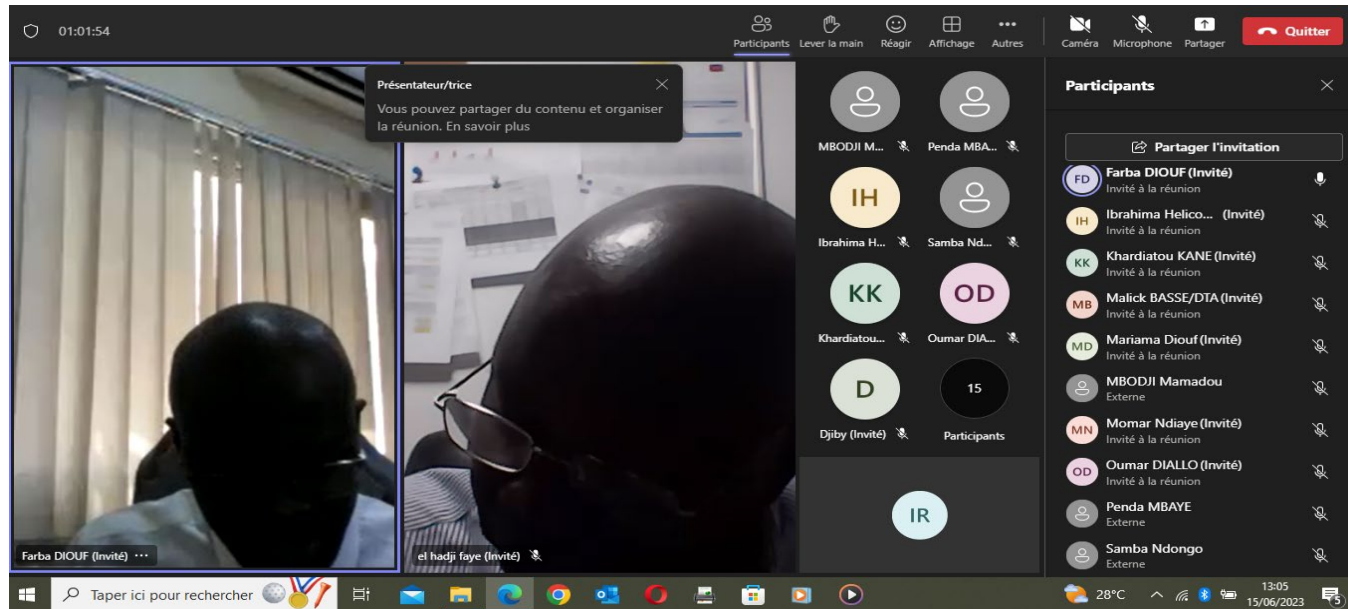 01:01:54
Participants
Lever la main
Réagir
Affichage
Autres
Caméra
Microphone
Partager
Quitter
Présentateur/trice
Vous pouvez partager du contenu et organiser
la réunion. En savoir plus
Farba DIOUF (Invité) ···
el hadji faye (Invité)
MBODJI M...
Penda MBA...
IH
Ibrahima H...
Samba Nd...
KK
Khardiatou...
OD
Oumar DIA...
D
Djiby (Invité)
15
Participants
IR
Participants
Partager l'invitation
FD
Farba DIOUF (Invité)
Invité à la réunion
IH
Ibrahima Helico... (Invité)
Invité à la réunion
KK
Khardiatou KANE (Invité)
Invité à la réunion
MB
Malick BASSE/DTA (Invité)
Invité à la réunion
MD
Mariama Diouf (Invité)
Invité à la réunion
MBODJI Mamadou
Externe
MN
Momar Ndiaye (Invité)
Invité à la réunion
OD
Oumar DIALLO (Invité)
Invité à la réunion
Penda MBAYE
Externe
Samba Ndongo
Externe
Taper ici pour rechercher
28°C
13:05
15/06/2023
5